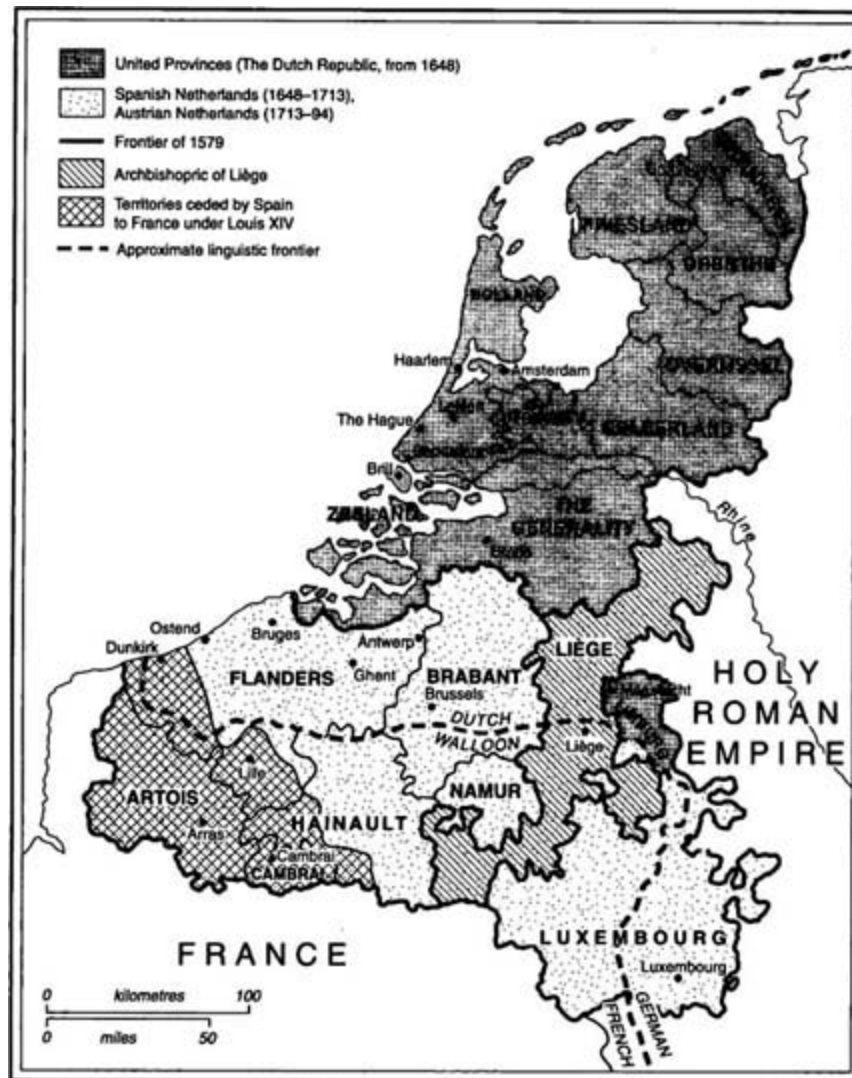 United Provinces (The Dutch Republic, from 1648)
Spanish Netherlands (1648–1713),
Austrian Netherlands (1713–94)
Frontier of 1579
Archbishopric of Liège
Territories ceded by Spain
to France under Louis XIV
Approximate linguistic frontier
FRIESLAND
DRENTHE
HOLLAND
OVERIJSSEL
Haarlem
Amsterdam
Leiden
The Hague
GELDERLAND
Brill
ZEELAND
THE
GENERALITY
Breda
Rhine
Ostend
Dunkirk
Bruges
Antwerp
LIÈGE
FLANDERS
Ghent
BRABANT
Brussels
Maastricht
HOLY
ROMAN
EMPIRE
DUTCH
WALLOON
Liège
Lille
NAMUR
ARTOIS
HAINAULT
Arras
Cambrai
CAMBRAI
FRANCE
LUXEMBOURG
Luxembourg
0 kilometres 100
0 miles 50
FRENCH
GERMAN